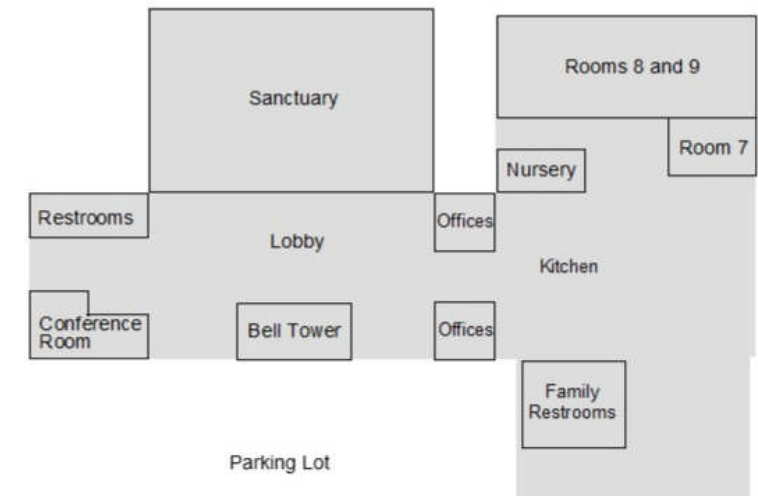 Sanctuary
Rooms 8 and 9
Room 7
Nursery
Restrooms
Offices
Lobby
Kitchen
Conference
Room
Bell Tower
Offices
Family
Restrooms
Parking Lot